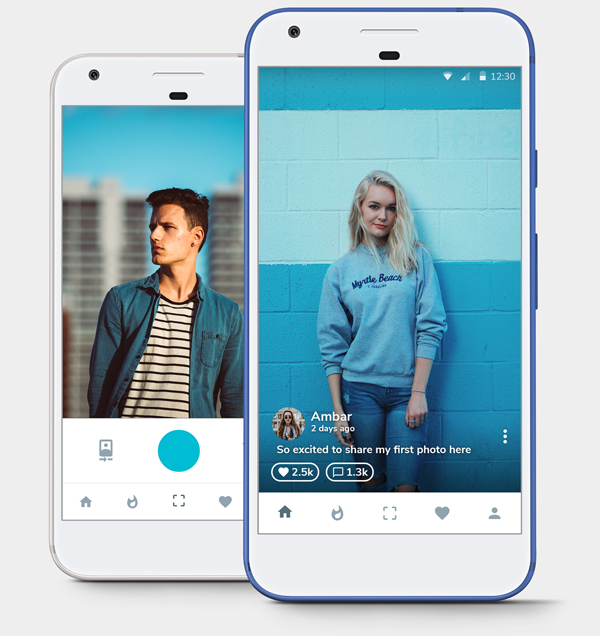 12:30
Myrtle Beach
Ambar
2 days ago
So excited to share my first photo here
2.5k
1.3k